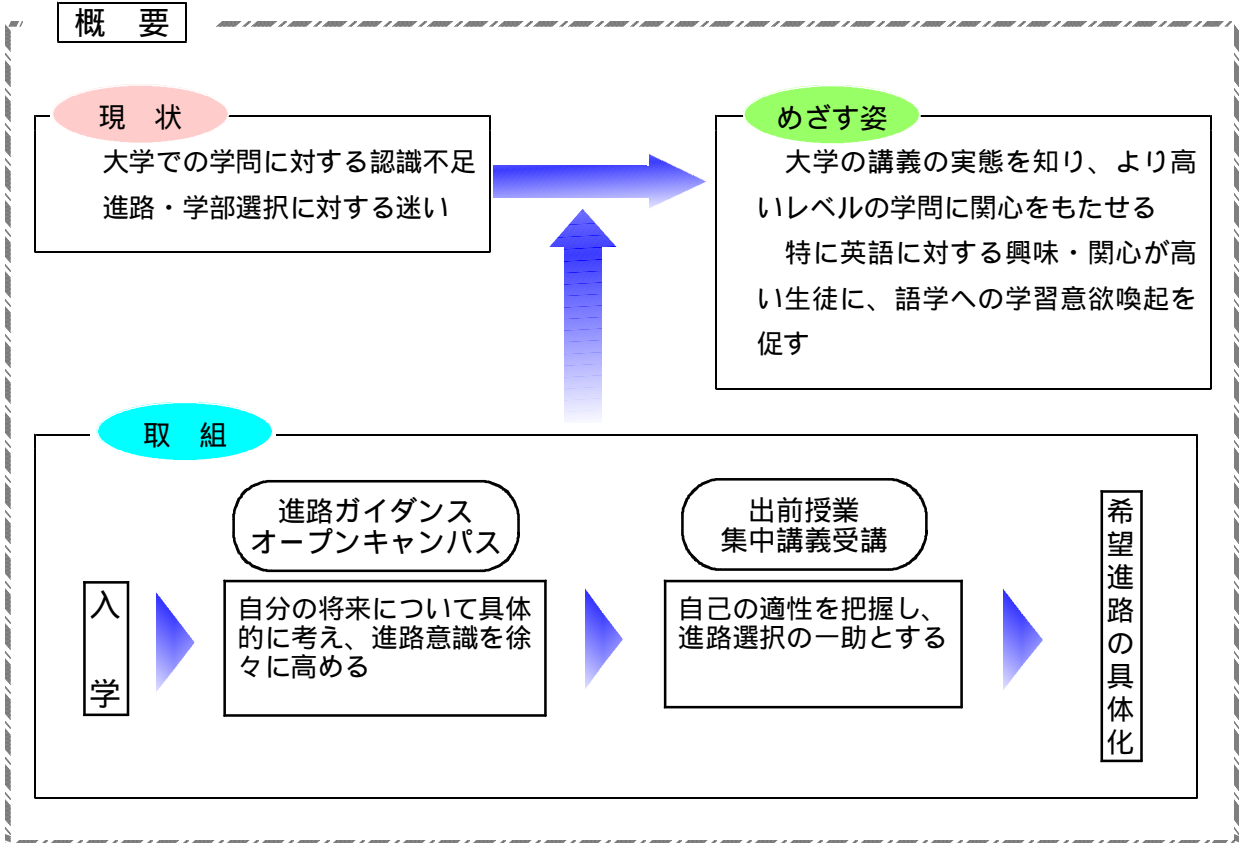 概　要
現　状
大学での学問に対する認識不足
進路・学部選択に対する迷い
めざす姿
大学の講義の実態を知り、より高
いレベルの学問に関心をもたせる
特に英語に対する興味・関心が高
い生徒に、語学への学習意欲喚起を
促す
取　組
入　学
進路ガイダンス
オープンキャンパス
自分の将来について具体
的に考え、進路意識を徐
々に高める
出前授業
集中講義受講
自己の適性を把握し、
進路選択の一助とする
希望進路の具体化